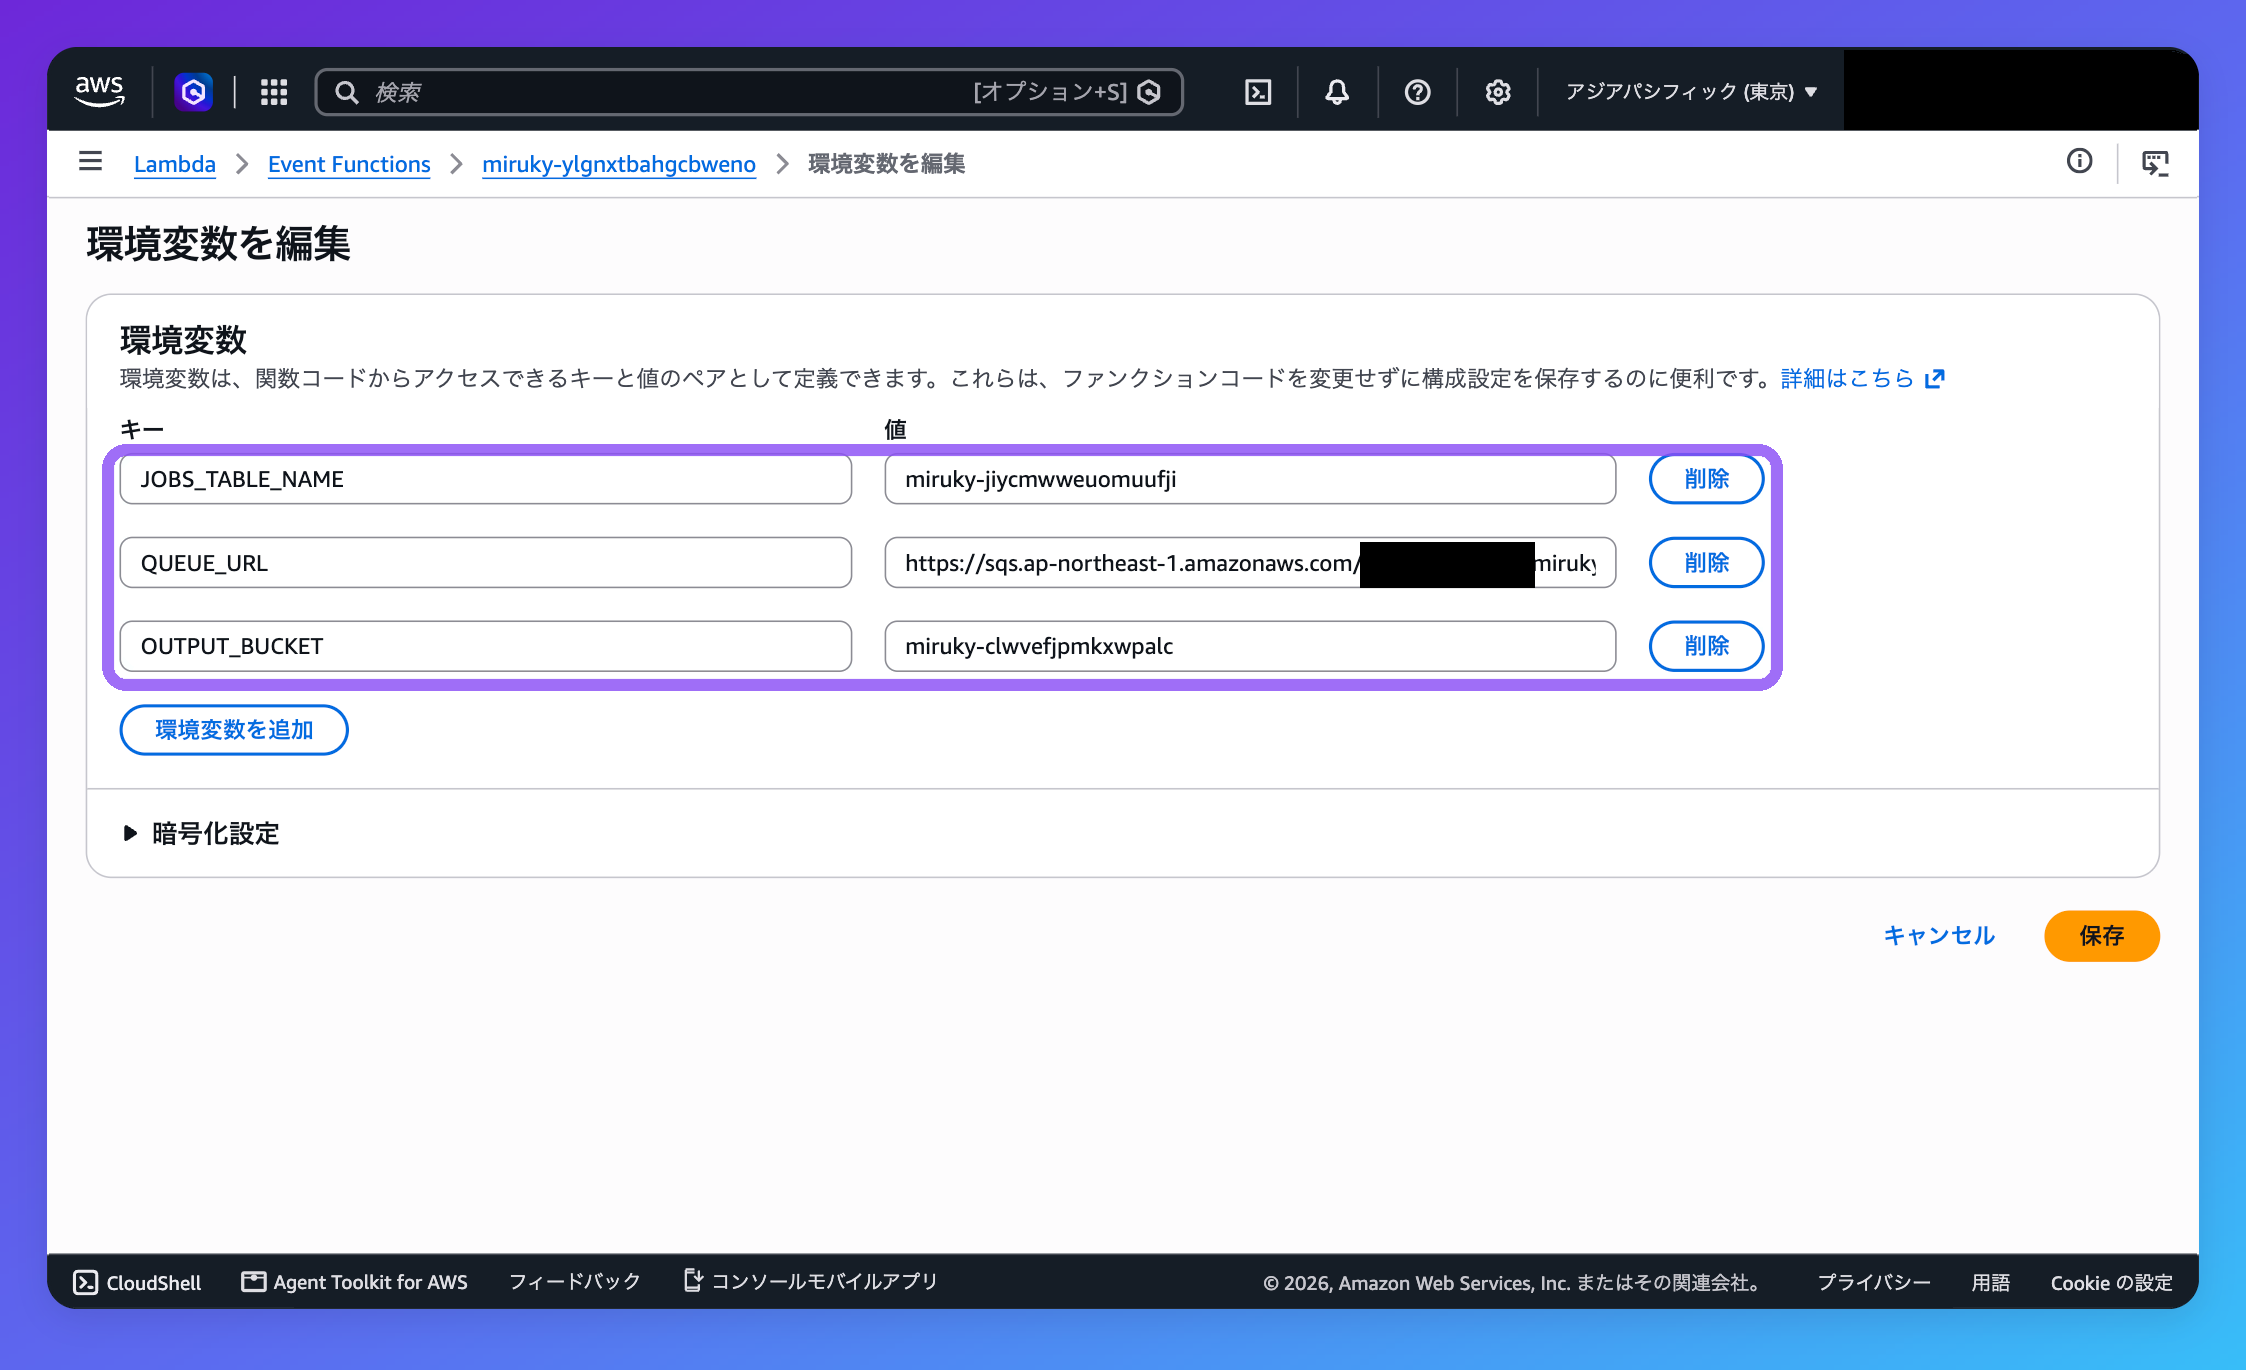 aws
検索 [オプション+S] アジアパシフィック (東京)
Lambda Event Functions miruky-ylgnxtbahgcbweno 環境変数を編集
環境変数を編集
環境変数
環境変数は、関数コードからアクセスできるキーと値のペアとして定義できます。これらは、ファンクションコードを変更せずに構成設定を保存するのに便利です。詳細はこちら
キー 値
JOBS_TABLE_NAME miruky-jiycmwweuomuufji 削除
QUEUE_URL https://sqs.ap-northeast-1.amazonaws.com/ miruky 削除
OUTPUT_BUCKET miruky-clwvefjpmkxwpalc 削除
環境変数を追加
暗号化設定
キャンセル 保存
CloudShell Agent Toolkit for AWS フィードバック コンソールモバイルアプリ © 2026, Amazon Web Services, Inc. またはその関連会社。 プライバシー 用語 Cookie の設定